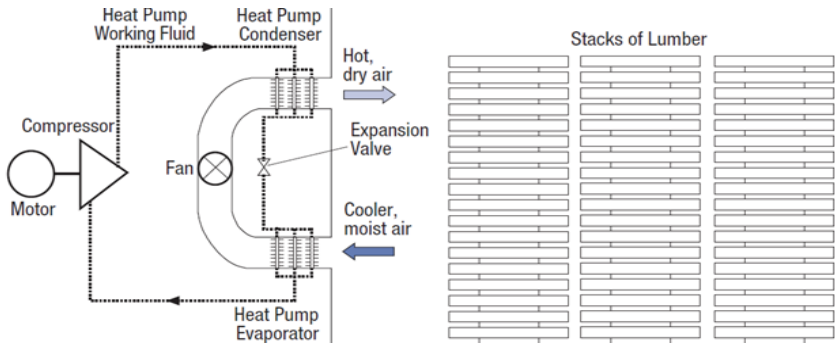 Heat Pump
Working Fluid
Heat Pump
Condenser
Hot,
dry air
Stacks of Lumber
Compressor
Expansion
Valve
Fan
Motor
Cooler,
moist air
Heat Pump
Evaporator